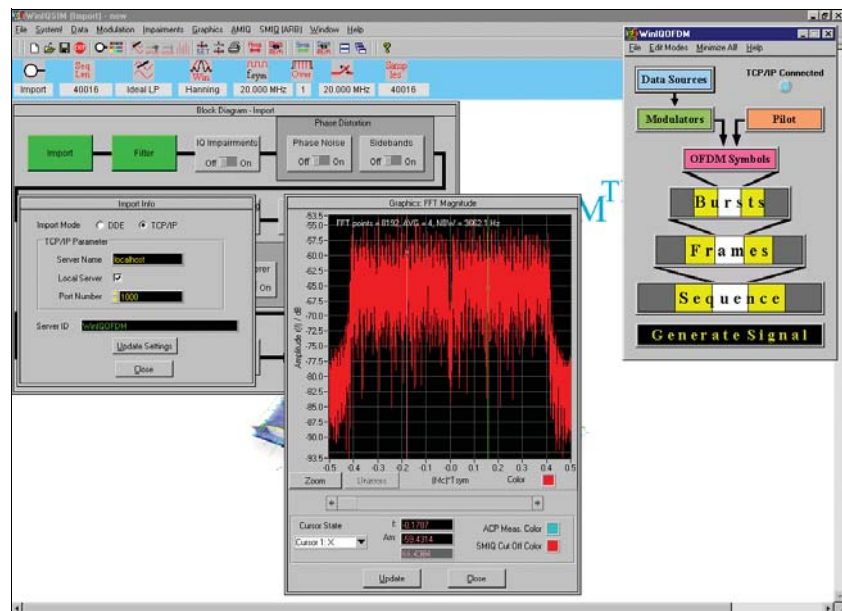 WinIQSIM (Import) - new
File System! Data Modulation Impairments Graphics AMIQ SMIQ (ARB) Window Help
Seq Len
Win
fsym
Over
Samp les
Import 40016 Ideal LP Hanning 20.000 MHz 1 20.000 MHz 40016
Block Diagram - Import
Phase Distortion
Import
Filter
IQ Impairments
Off On
Phase Noise
Off On
Sidebands
Off On
Import Info
Import Mode DDE TCP/IP
TCP/IP Parameter
Server Name localhost
Local Server
Port Number 1000
Server ID WinIQOFDM
Update Settings
Close
On
Graphics: FFT Magnitude
FFT points = 8192, AVG = 4, NBW = 3662.1 Hz
Amplitude r(f) / dB
-53.5
-55.0
-57.5
-60.0
-62.5
-65.0
-67.5
-70.0
-72.5
-75.0
-77.5
-80.0
-82.5
-85.0
-87.5
-90.0
-93.5
-0.5 -0.4 -0.3 -0.2 -0.1 -0.0 0.1 0.2 0.3 0.4 0.5
Zoom
Color
Cursor State
Cursor 1: X
f: -0.1787
Am -59.4314
ACP Meas. Color
SMIQ Cut Off Color
Update
Close
M T
WinIQOFDM
File Edit Modes Minimize All! Help
Data Sources
TCP/IP Connected
Modulators
Pilot
OFDM Symbols
Bursts
Frames
Sequence
Generate Signal